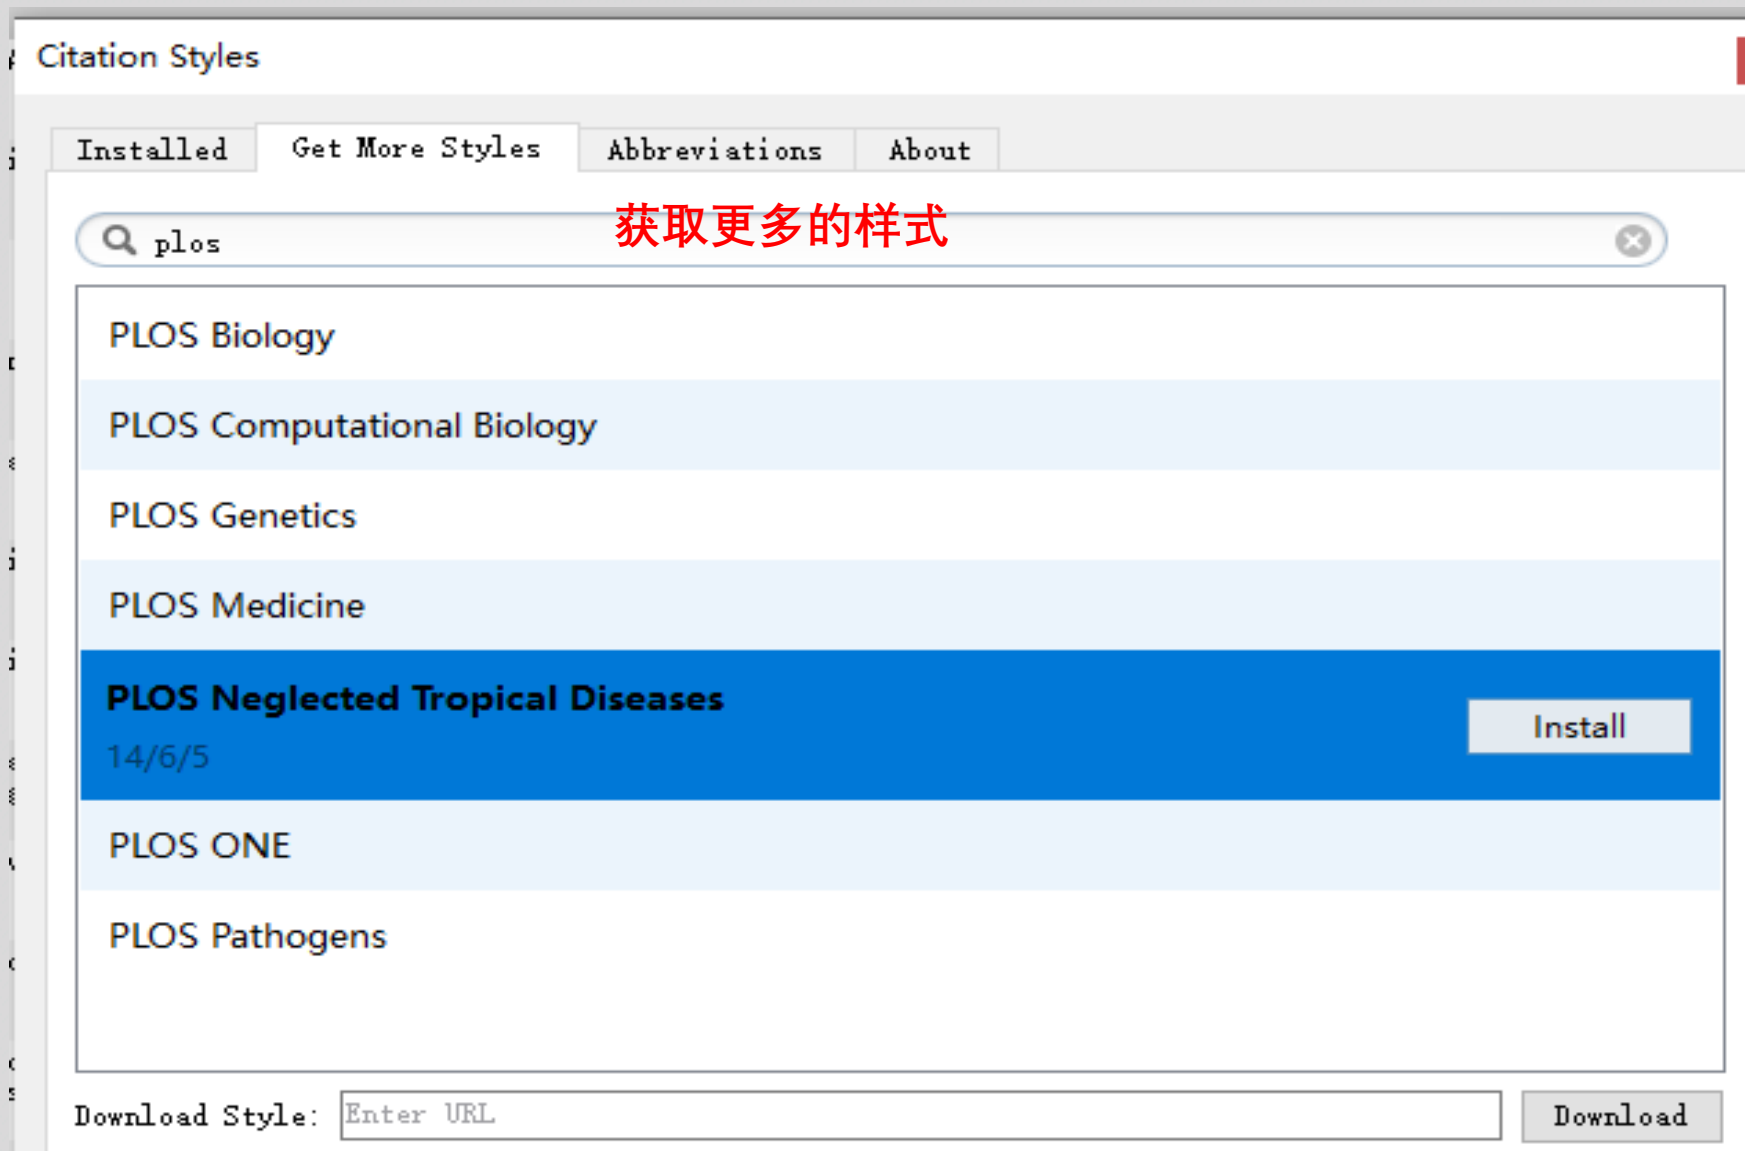 Citation Styles
Installed Get More Styles Abbreviations About
获取更多的样式
plos
PLOS Biology
PLOS Computational Biology
PLOS Genetics
PLOS Medicine
PLOS Neglected Tropical Diseases
Install
14/6/5
PLOS ONE
PLOS Pathogens
Download Style: Enter URL Download